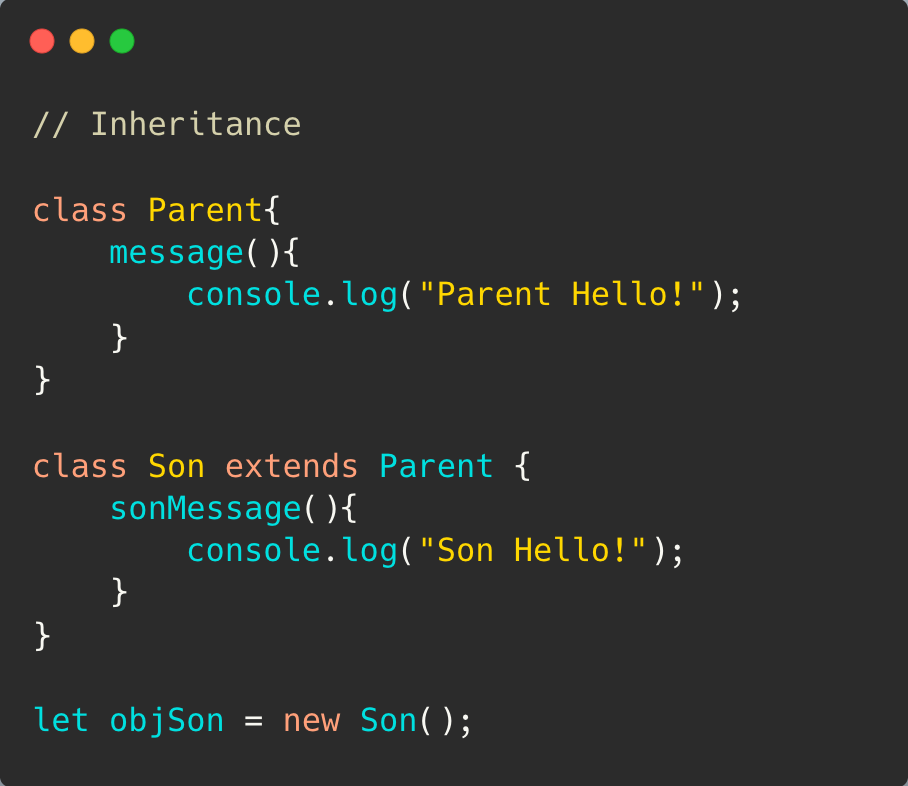 // Inheritance
class Parent{
    message(){
        console.log("Parent Hello!");
    }
}
class Son extends Parent {
    sonMessage(){
        console.log("Son Hello!");
    }
}
let objSon = new Son();